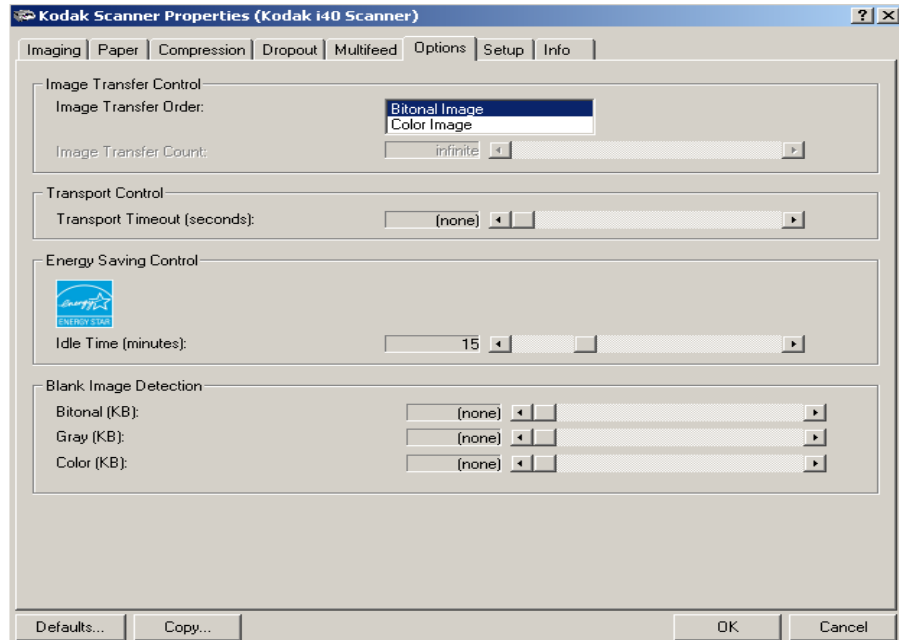 Kodak Scanner Properties (Kodak i40 Scanner)
Imaging Paper Compression Dropout Multifeed Options Setup Info
Image Transfer Control
Image Transfer Order:
Bitonal Image
Color Image
Image Transfer Count: infinite
Transport Control
Transport Timeout (seconds): (none)
Energy Saving Control
energy
ENERGY STAR
Idle Time (minutes): 15
Blank Image Detection
Bitonal (KB): (none)
Gray (KB): (none)
Color (KB): (none)
Defaults... Copy... OK Cancel